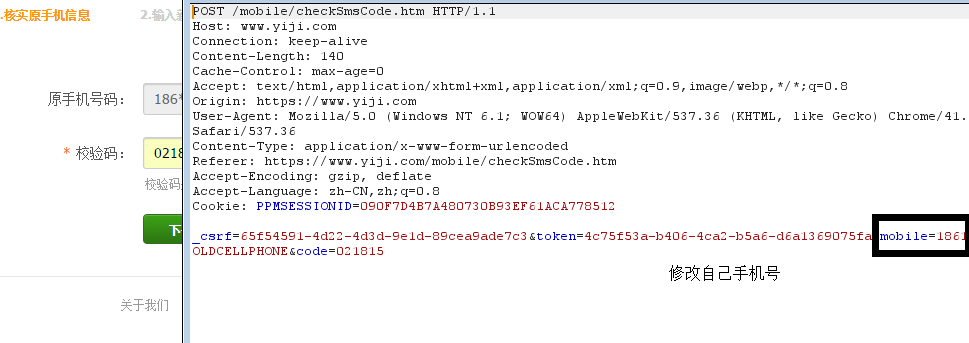 .核实原手机信息
2.输入新
原手机号码：
186*
* 校验码：
0218
校验码
下
关于我们
POST /mobile/checkSmsCode.htm HTTP/1.1
Host: www.yiji.com
Connection: keep-alive
Content-Length: 140
Cache-Control: max-age=0
Accept: text/html,application/xhtml+xml,application/xml;q=0.9,image/webp,*/*;q=0.8
Origin: https://www.yiji.com
User-Agent: Mozilla/5.0 (Windows NT 6.1; WOW64) AppleWebKit/537.36 (KHTML, like Gecko) Chrome/41.
Safari/537.36
Content-Type: application/x-www-form-urlencoded
Referer: https://www.yiji.com/mobile/checkSmsCode.htm
Accept-Encoding: gzip, deflate
Accept-Language: zh-CN,zh;q=0.8
Cookie: PPMSESSIONID=090F7D4B7A480730B93EF61ACA778512
_csrf=65f54591-4d22-4d3d-9e1d-89cea9ade7c3&token=4c75f53a-b406-4ca2-b5a6-d6a1369075fa mobile=1861
OLDCELLPHONE&code=021815
修改自己手机号